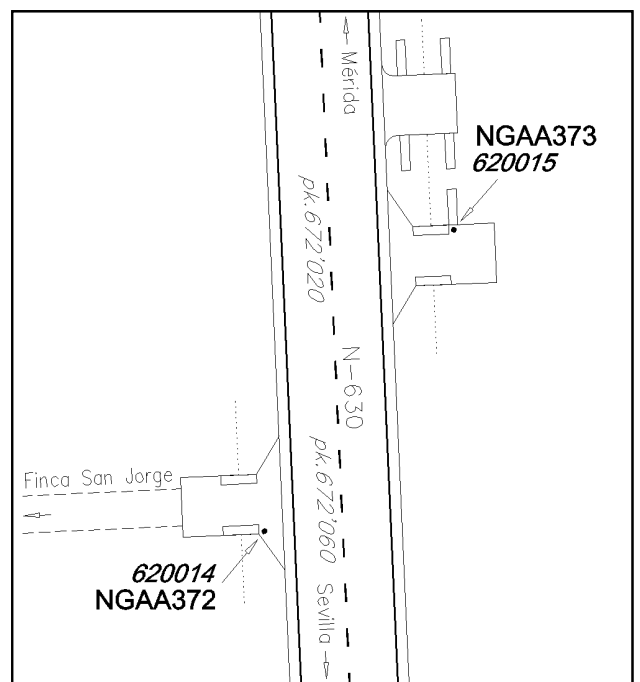 ← Mérida
NGAA373
620015
pk.672'020
N-630
pk.672'060
Finca San Jorge
620014
NGAA372
Sevilla →